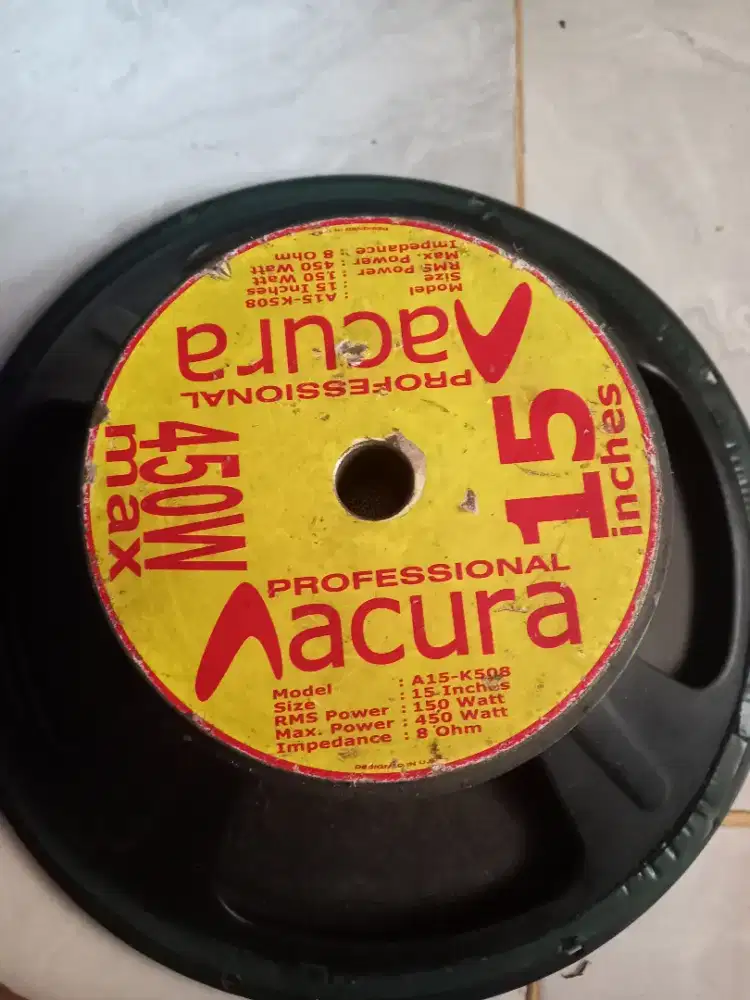 PROFESSIONAL
acura
Model : A15-K508
Size : 15 Inches
RMS Power : 150 Watt
Max. Power : 450 Watt
Impedance : 8 Ohm
450W
max
15
inches
PROFESSIONAL
acura
Model : A15-K508
Size : 15 Inches
RMS Power : 150 Watt
Max. Power : 450 Watt
Impedance : 8 Ohm